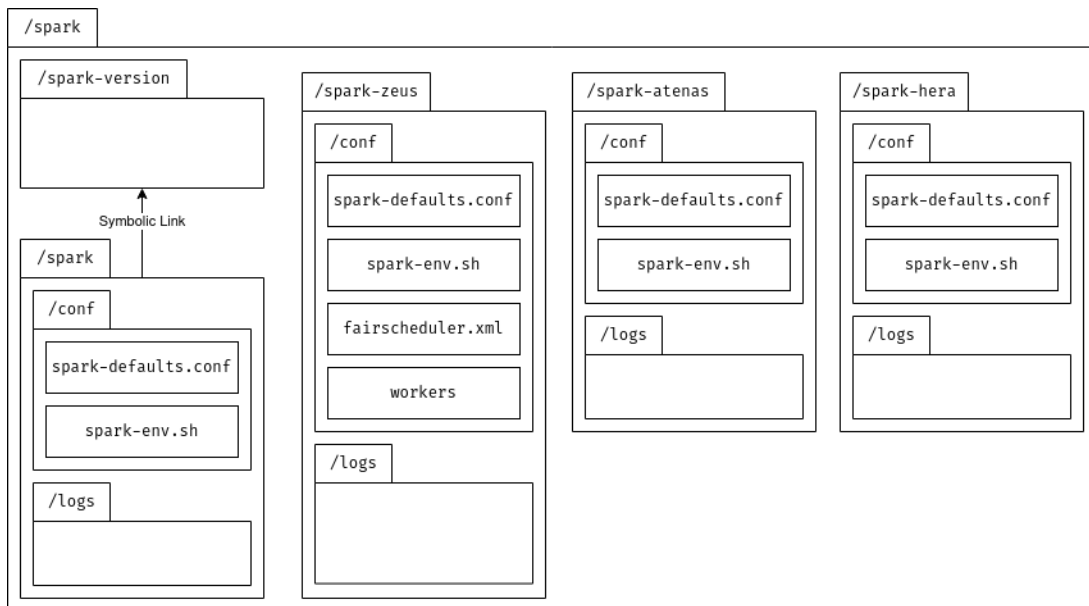 /spark
/spark-version
Symbolic Link
/spark
/conf
spark-defaults.conf
spark-env.sh
/logs
/spark-zeus
/conf
spark-defaults.conf
spark-env.sh
fairscheduler.xml
workers
/logs
/spark-atenas
/conf
spark-defaults.conf
spark-env.sh
/logs
/spark-hera
/conf
spark-defaults.conf
spark-env.sh
/logs